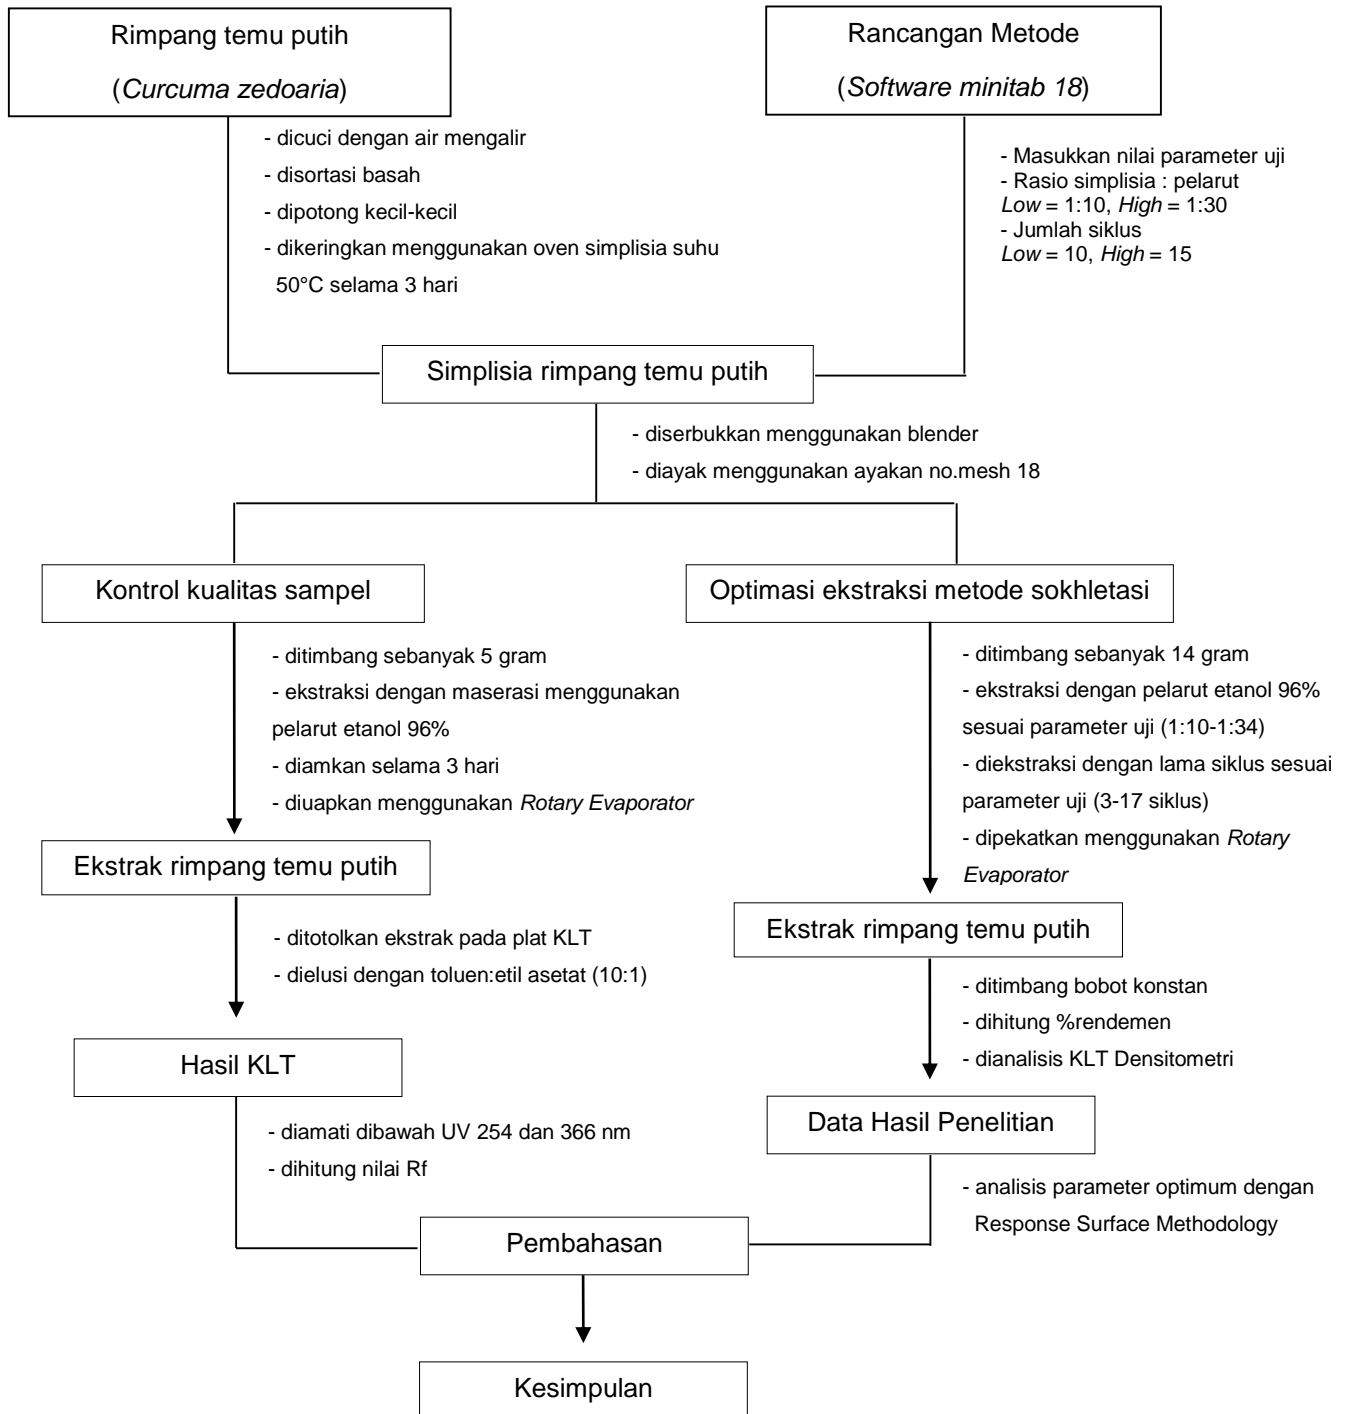 Rimpang temu putih
(Curcuma zedoaria)
Rancangan Metode
(Software minitab 18)
- dicuci dengan air mengalir
- disortasi basah
- dipotong kecil-kecil
- dikeringkan menggunakan oven simplisia suhu
50°C selama 3 hari
- Masukkan nilai parameter uji
- Rasio simplisia : pelarut
Low = 1:10, High = 1:30
- Jumlah siklus
Low = 10, High = 15
Simplisia rimpang temu putih
- diserbukkan menggunakan blender
- diayak menggunakan ayakan no.mesh 18
Kontrol kualitas sampel
- ditimbang sebanyak 5 gram
- ekstraksi dengan maserasi menggunakan
pelarut etanol 96%
- diamkan selama 3 hari
- diuapkan menggunakan Rotary Evaporator
Ekstrak rimpang temu putih
- ditotolkan ekstrak pada plat KLT
- dielusi dengan toluen:etil asetat (10:1)
Hasil KLT
- diamati dibawah UV 254 dan 366 nm
- dihitung nilai Rf
Optimasi ekstraksi metode sokhletasi
- ditimbang sebanyak 14 gram
- ekstraksi dengan pelarut etanol 96%
sesuai parameter uji (1:10-1:34)
- diekstraksi dengan lama siklus sesuai
parameter uji (3-17 siklus)
- dipekatkan menggunakan Rotary
Evaporator
Ekstrak rimpang temu putih
- ditimbang bobot konstan
- dihitung %rendemen
- dianalisis KLT Densitometri
Data Hasil Penelitian
- analisis parameter optimum dengan
Response Surface Methodology
Pembahasan
Kesimpulan